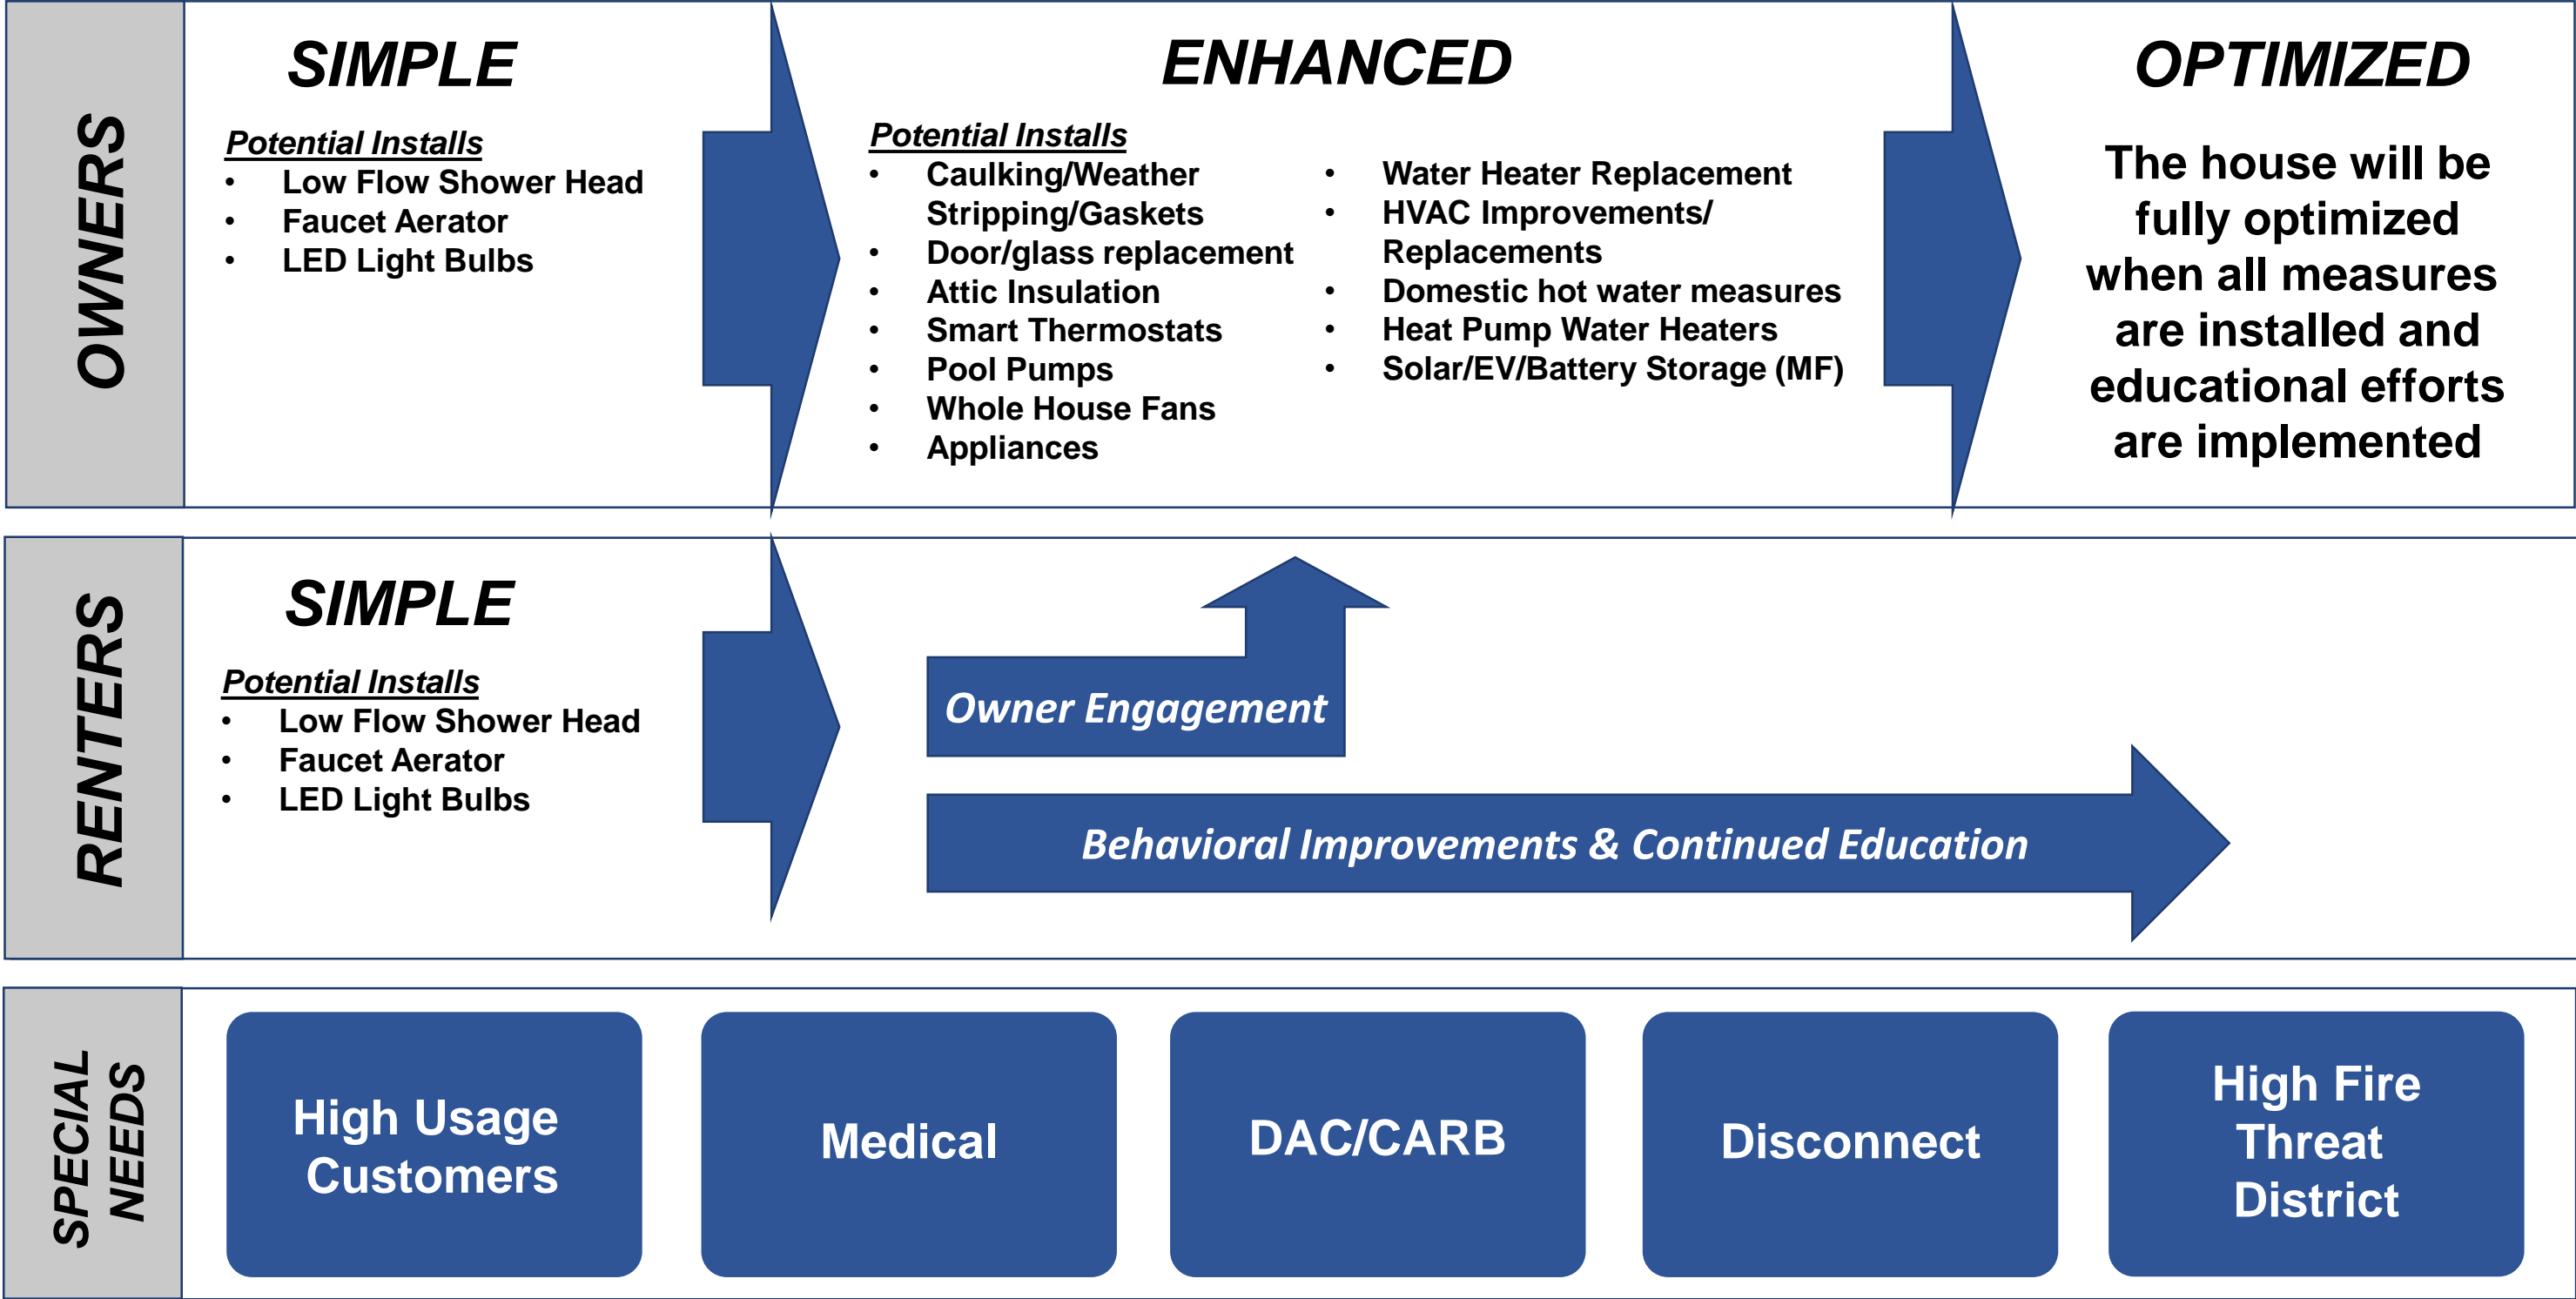 OWNERS
SIMPLE
Potential Installs
• Low Flow Shower Head
• Faucet Aerator
• LED Light Bulbs
ENHANCED
Potential Installs
• Caulking/Weather
Stripping/Gaskets
• Door/glass replacement
• Attic Insulation
• Smart Thermostats
• Pool Pumps
• Whole House Fans
• Appliances
• Water Heater Replacement
• HVAC Improvements/
Replacements
• Domestic hot water measures
• Heat Pump Water Heaters
• Solar/EV/Battery Storage (MF)
OPTIMIZED
The house will be
fully optimized
when all measures
are installed and
educational efforts
are implemented
RENTERS
SIMPLE
Potential Installs
• Low Flow Shower Head
• Faucet Aerator
• LED Light Bulbs
Owner Engagement
Behavioral Improvements & Continued Education
SPECIAL
NEEDS
High Usage
Customers
Medical
DAC/CARB
Disconnect
High Fire
Threat
District